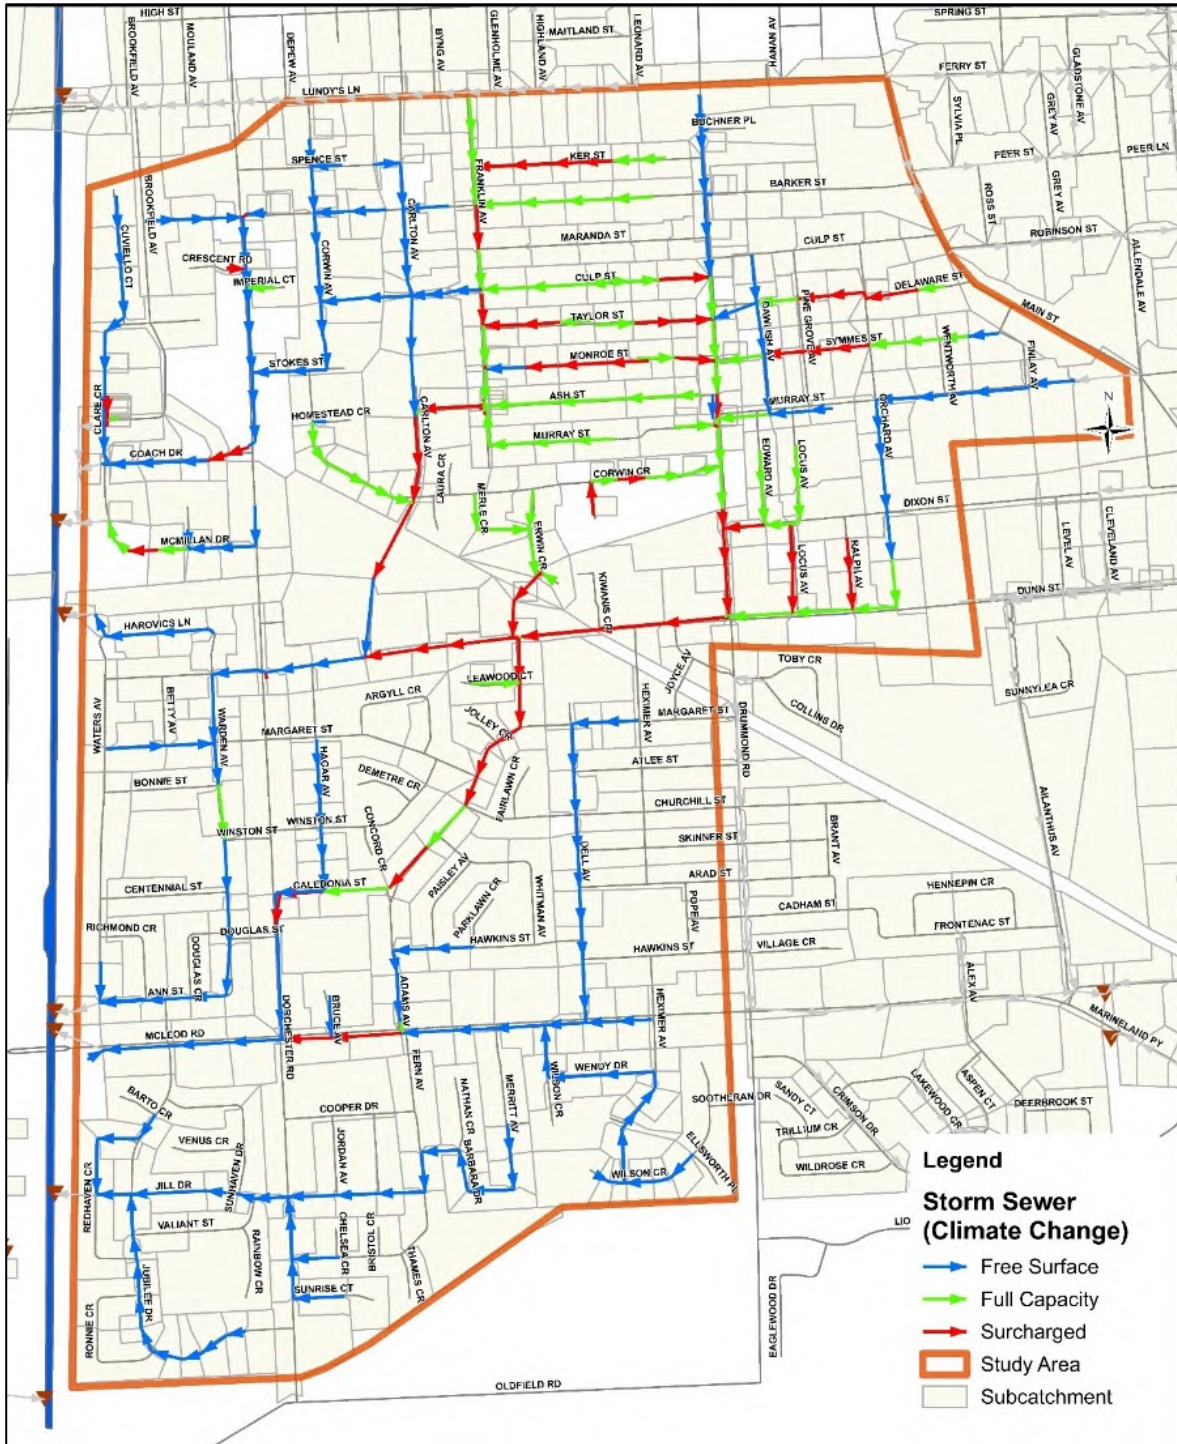 HIGH ST
BROOKFIELD AV
MOULAND AV
DEPEW AV
BYNG AV
GLENHOLME AV
HIGHLAND AV
MAITLAND ST
LEONARD AV
HANAN AV
SPRING ST
FERRY ST
GLADSTONE AV
GREY AV
SYLVIA PL
LUNDY'S LN
BUCHNER PL
PEER ST
PEER LN
SPENCE ST
FRANKLIN AV
KER ST
BARKER ST
ROSS ST
GREY AV
ROBINSON ST
BROOKFIELD AV
CUVIELLO CT
CARLTON AV
CORWIN AV
MARANDA ST
CULP ST
ALLENDALE AV
CRESCENT RD
IMPERIAL CT
CULP ST
DELAWARE ST
MAIN ST
TAYLOR ST
PINE GROVE AV
DAWLISH AV
SYMMES ST
WENTWORTH AV
FINLAY AV
N
STOKES ST
MONROE ST
ASH ST
MURRAY ST
ORCHARD AV
CLARE CR
HOMESTEAD CR
CARLTON AV
MURRAY ST
EDWARD AV
LOCUS AV
COACH DR
LAURA CR
CORWIN CR
MERLE CR
DIXON ST
ERWIN CR
MCMILLAN DR
LOCUS AV
RALPH AV
LEVEL AV
CLEVELAND AV
KIWANIS CR
DUNN ST
HAROVICS LN
LEAWOOD CT
JOYCE AV
TOBY CR
SUNNYLEA CR
WATERS AV
BETTY AV
WARDEN AV
ARGYLL CR
HEXIMER AV
COLLINS DR
MARGARET ST
JOLLEY CR
MARGARET ST
DRUMMOND RD
BONNIE ST
HAGAR AV
DEMETRE CR
FAIRLAWN CR
ATLEE ST
CHURCHILL ST
AILANTHUS AV
WINSTON ST
WINSTON ST
CONCORD CR
SKINNER ST
BRANT AV
DELL AV
PAISLEY AV
ARAD ST
CENTENNIAL ST
CALEDONIA ST
PARKLAWN CR
WHITMAN AV
POPE AV
CADHAM ST
HENNEPIN CR
RICHMOND CR
DOUGLAS ST
DOUGLAS CR
HAWKINS ST
HAWKINS ST
VILLAGE CR
FRONTENAC ST
ANN ST
DORCHESTER RD
BRUCE AV
ADAMS AV
HEXIMER AV
ALEX AV
MARINELAND PY
MCLEOD RD
FERN AV
WILSON CR
WENDY DR
BARTO CR
COOPER DR
NATHAN CR
MERRITT AV
SOOTHERAN DR
SANDY CT
CRIMSON DR
LAKEWOOD CR
ASPEN CT
DEERBROOK ST
VENUS CR
SUNHAVEN DR
JORDAN AV
BARBARA DR
ELLSWORTH PL
TRILLIUM CR
WILDROSE CR
REDHAVEN CR
JILL DR
WILSON CR
VALIANT ST
RAINBOW CR
CHELSEA CR
BRISTOL CR
THAMES CR
JUBILEE DR
SUNRISE CT
RONNIE CR
EAGLEWOOD DR
LIO
OLDFIELD RD
Legend
Storm Sewer
(Climate Change)
Free Surface
Full Capacity
Surcharged
Study Area
Subcatchment